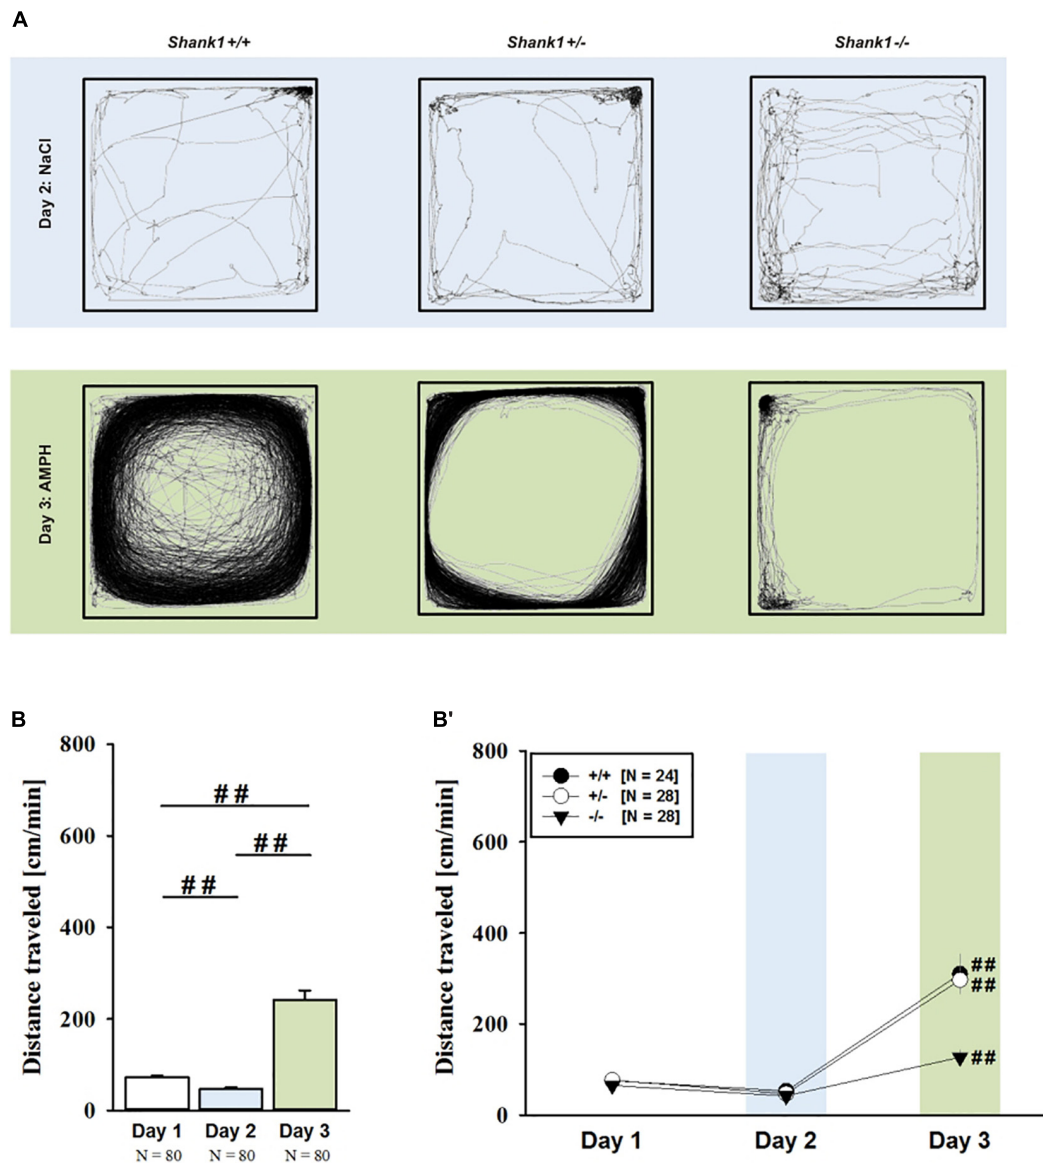 A
Shank1+/+ Shank1+/- Shank1-/-
Day 2: NaCl
Day 3: AMPH
B
Distance traveled [cm/min]
800
600
400
200
0
##
##
##
Day 1 Day 2 Day 3
N = 80 N = 80 N = 80
B'
Distance traveled [cm/min]
800
600
400
200
0
+/+ [N = 24]
+/- [N = 28]
-/- [N = 28]
##
##
##
Day 1 Day 2 Day 3